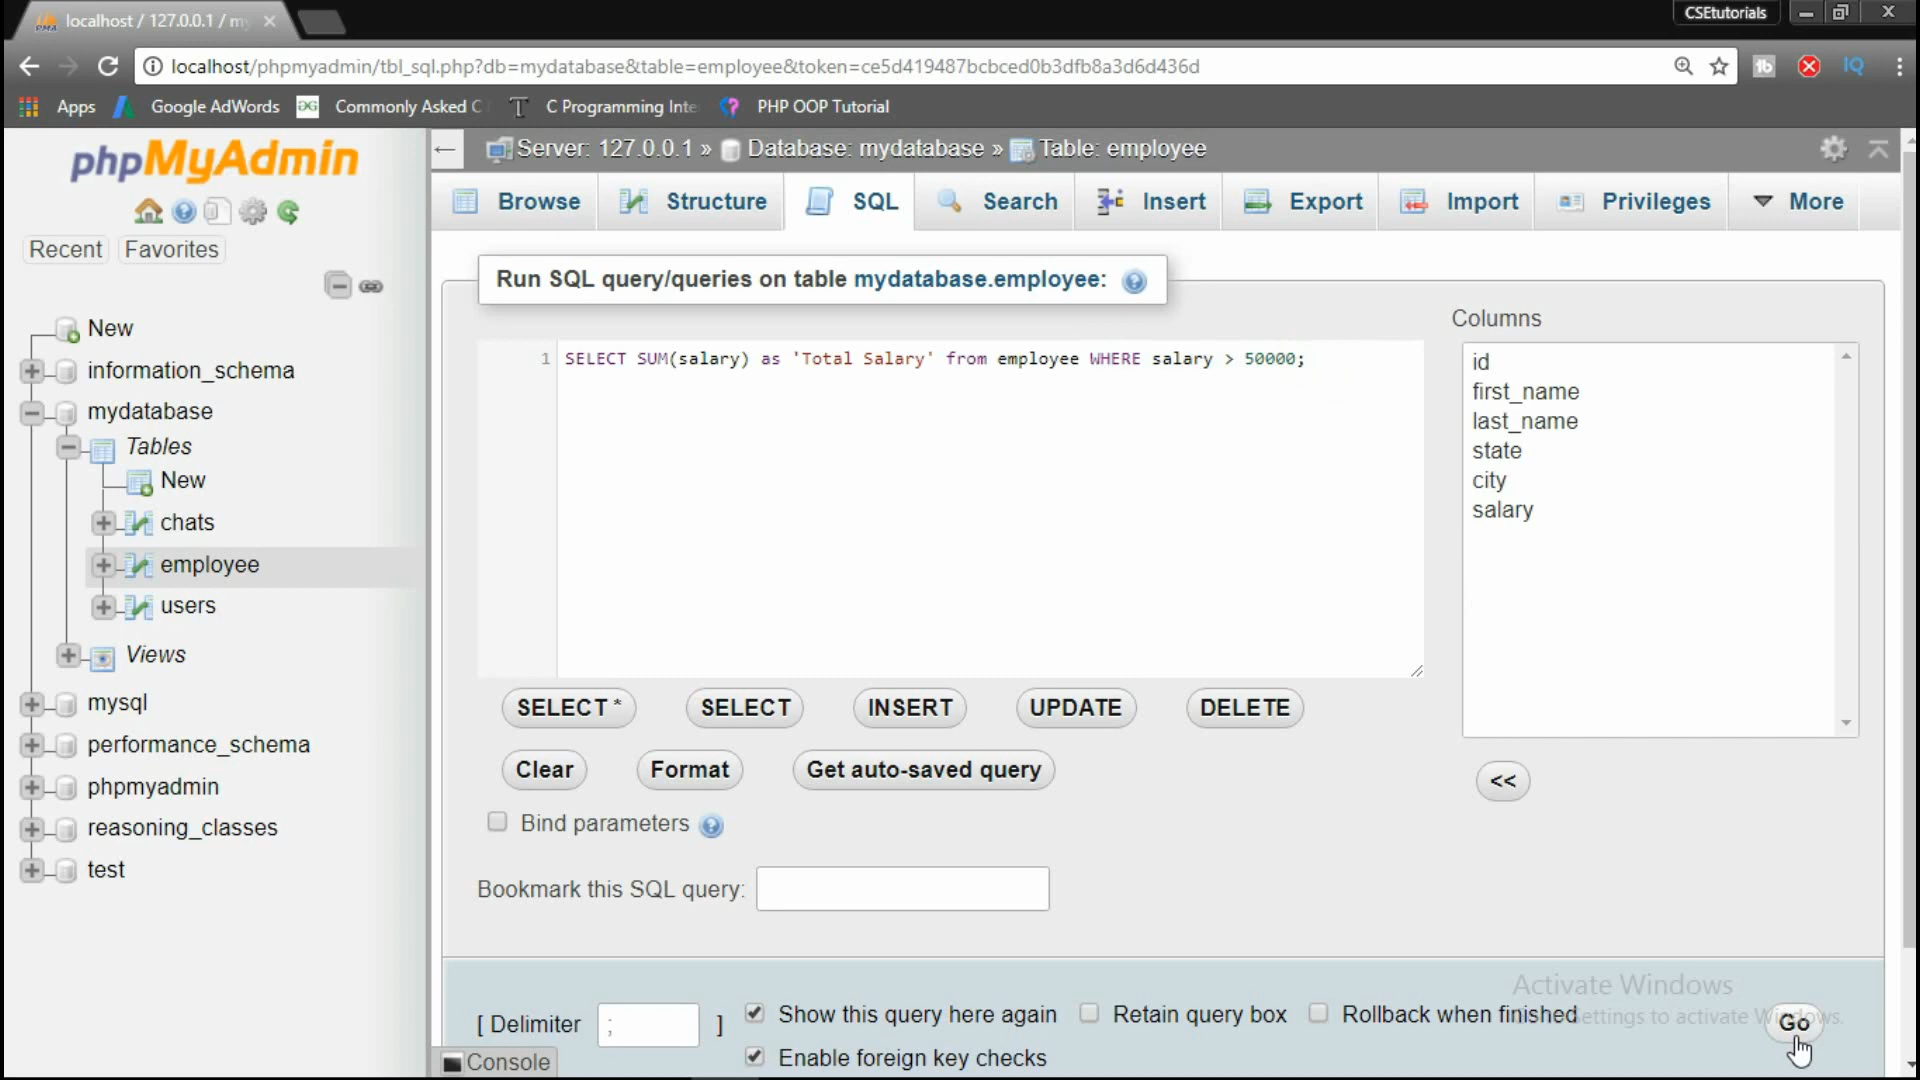 localhost / 127.0.0.1 / my
CSEtutorials
localhost/phpmyadmin/tbl_sql.php?db=mydatabase&table=employee&token=ce5d419487bcbced0b3dfb8a3d6d436d
Apps Google AdWords Commonly Asked C C Programming Inte PHP OOP Tutorial
phpMyAdmin
Recent Favorites
New
information_schema
mydatabase
Tables
New
chats
employee
users
Views
mysql
performance_schema
phpmyadmin
reasoning_classes
test
Server: 127.0.0.1 » Database: mydatabase » Table: employee
Browse Structure SQL Search Insert Export Import Privileges More
Run SQL query/queries on table mydatabase.employee:
1 SELECT SUM(salary) as 'Total Salary' from employee WHERE salary > 50000;
Columns
id
first_name
last_name
state
city
salary
SELECT * SELECT INSERT UPDATE DELETE
Clear Format Get auto-saved query
<<
Bind parameters
Bookmark this SQL query:
Activate Windows
[ Delimiter ; ] Show this query here again Retain query box Rollback when finished
ettings to activate Windows.
Go
Enable foreign key checks
Console